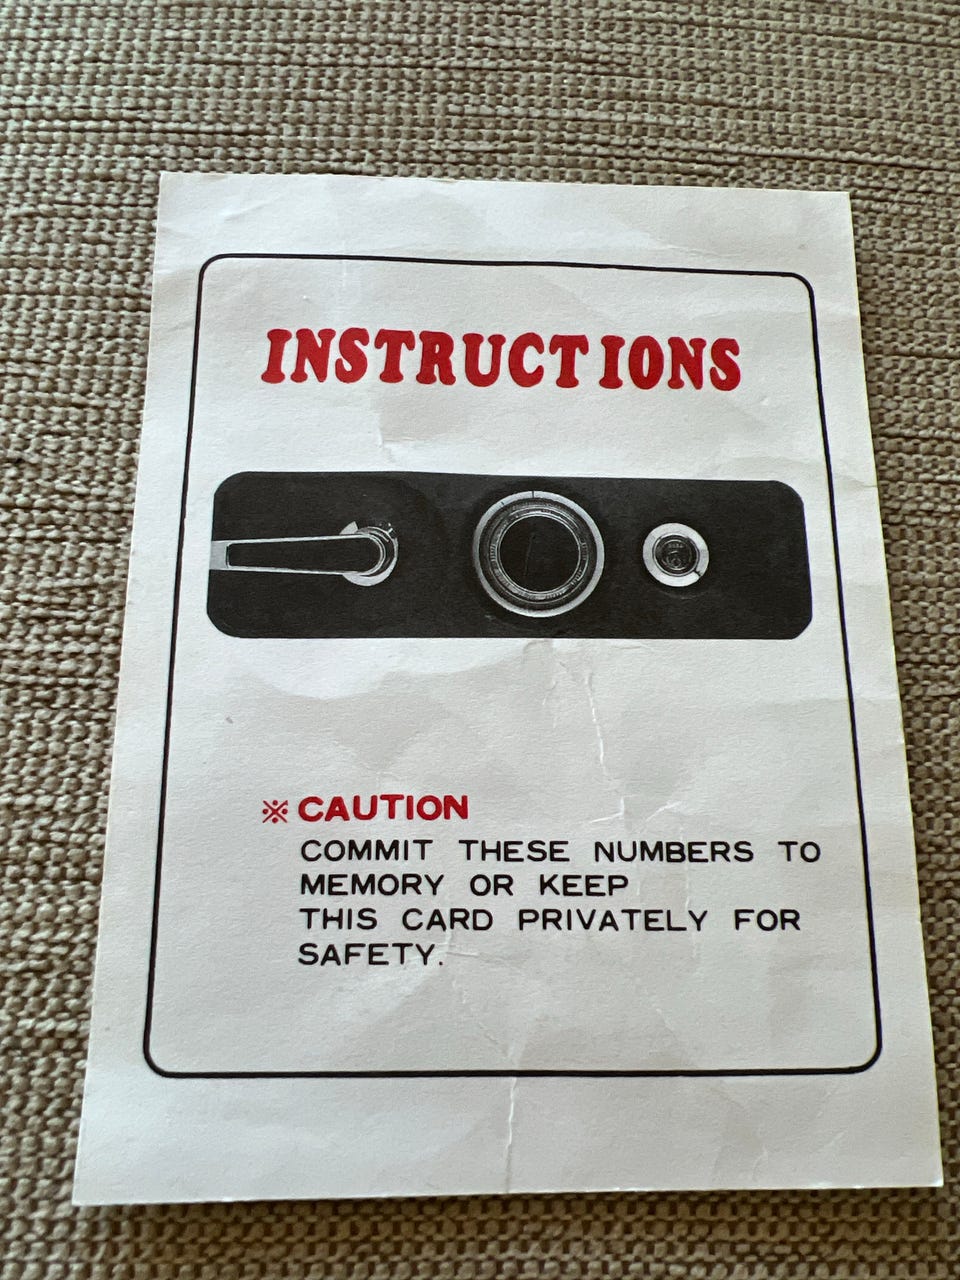 INSTRUCTIONS
※ CAUTION
COMMIT THESE NUMBERS TO
MEMORY OR KEEP
THIS CARD PRIVATELY FOR
SAFETY.